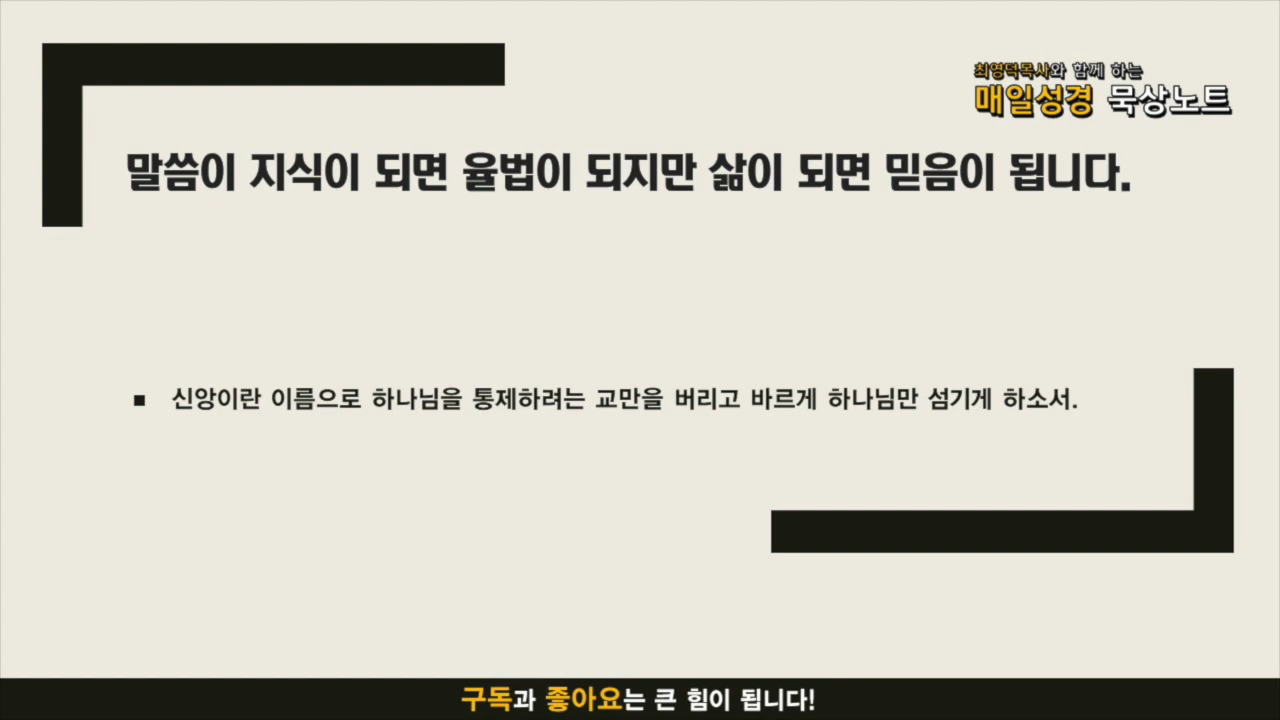 최영덕목사와 함께 하는
매일성경 묵상노트
말씀이 지식이 되면 율법이 되지만 삶이 되면 믿음이 됩니다.
▪ 신앙이란 이름으로 하나님을 통제하려는 교만을 버리고 바르게 하나님만 섬기게 하소서.
구독과 좋아요는 큰 힘이 됩니다!